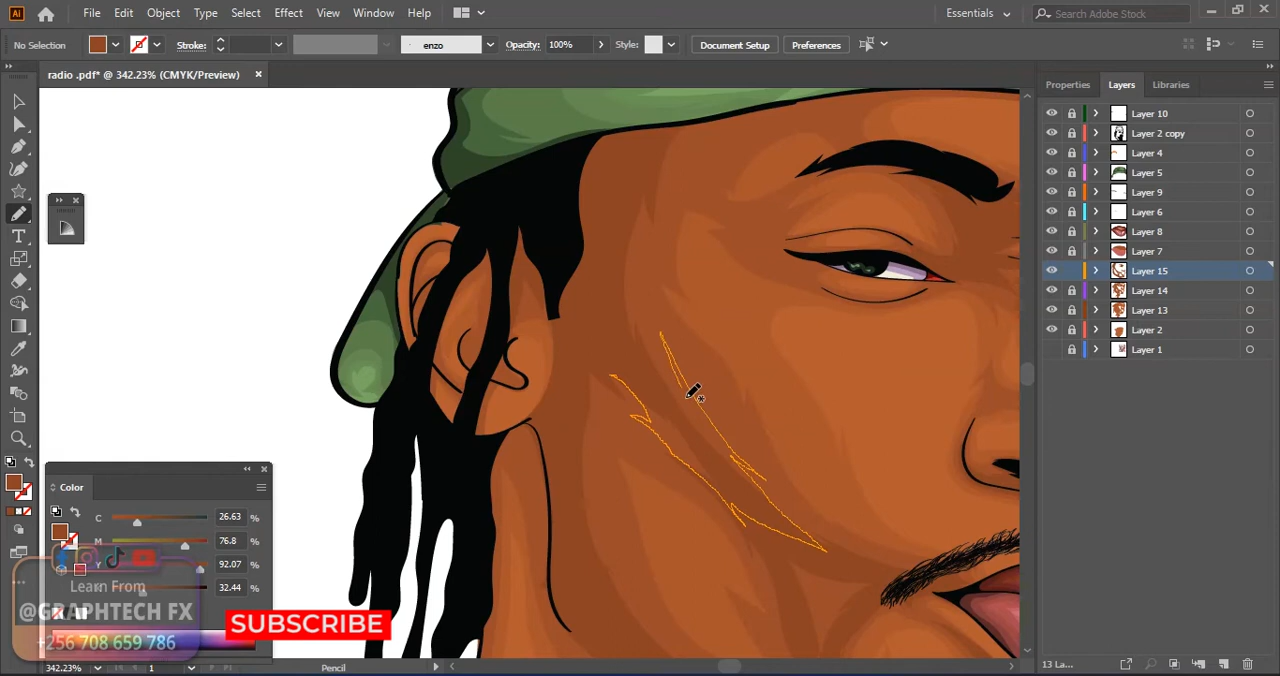 Ai File Edit Object Type Select Effect View Window Help Essentials Search Adobe Stock
No Selection Stroke: enzo Opacity: 100% Style: Document Setup Preferences
radio .pdf* @ 342.23% (CMYK/Preview)
Properties Layers Libraries
Layer 10
Layer 2 copy
Layer 4
Layer 5
Layer 9
Layer 6
Layer 8
Layer 7
Layer 15
Layer 14
Layer 13
Layer 2
Layer 1
Color
C 26.63 %
M 76.8 %
Y 92.07 %
32.44 %
Learn From
@GRAPHTECH FX
+256 708 659 786
SUBSCRIBE
342.23% 1 Pencil 13 La...